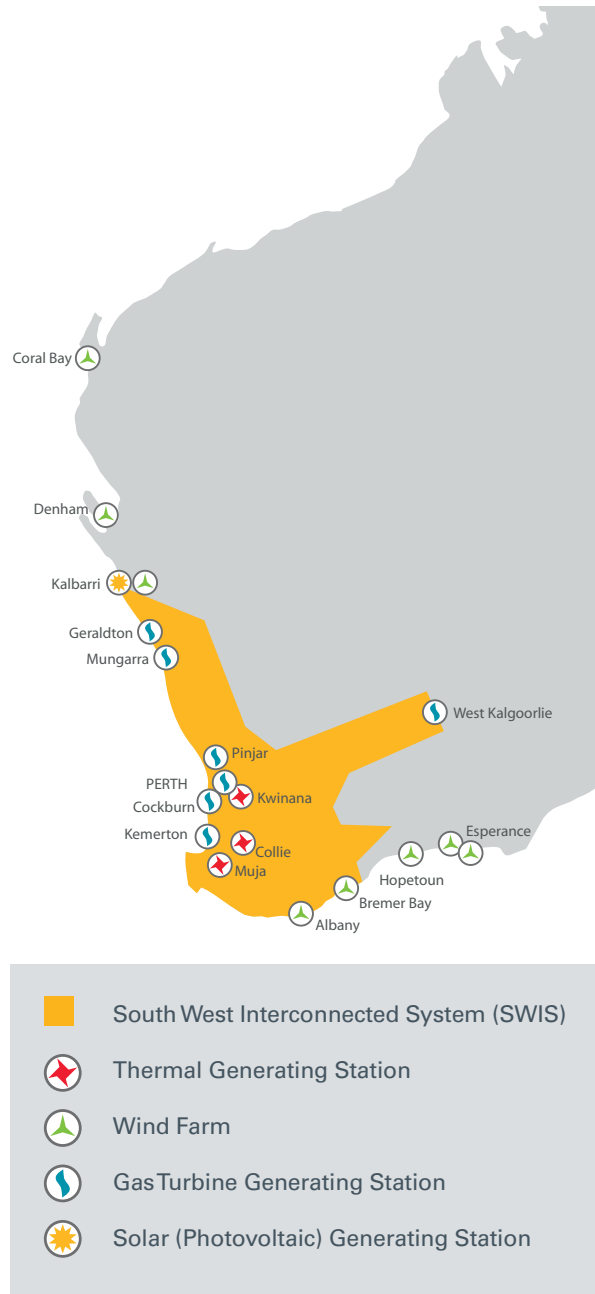 Coral Bay
Denham
Kalbarri
Geraldton
Mungarra
West Kalgoorlie
Pinjar
PERTH
Kwinana
Cockburn
Kemerton
Esperance
Collie
Muja
Hopetoun
Bremer Bay
Albany
South West Interconnected System (SWIS)
Thermal Generating Station
Wind Farm
Gas Turbine Generating Station
Solar (Photovoltaic) Generating Station